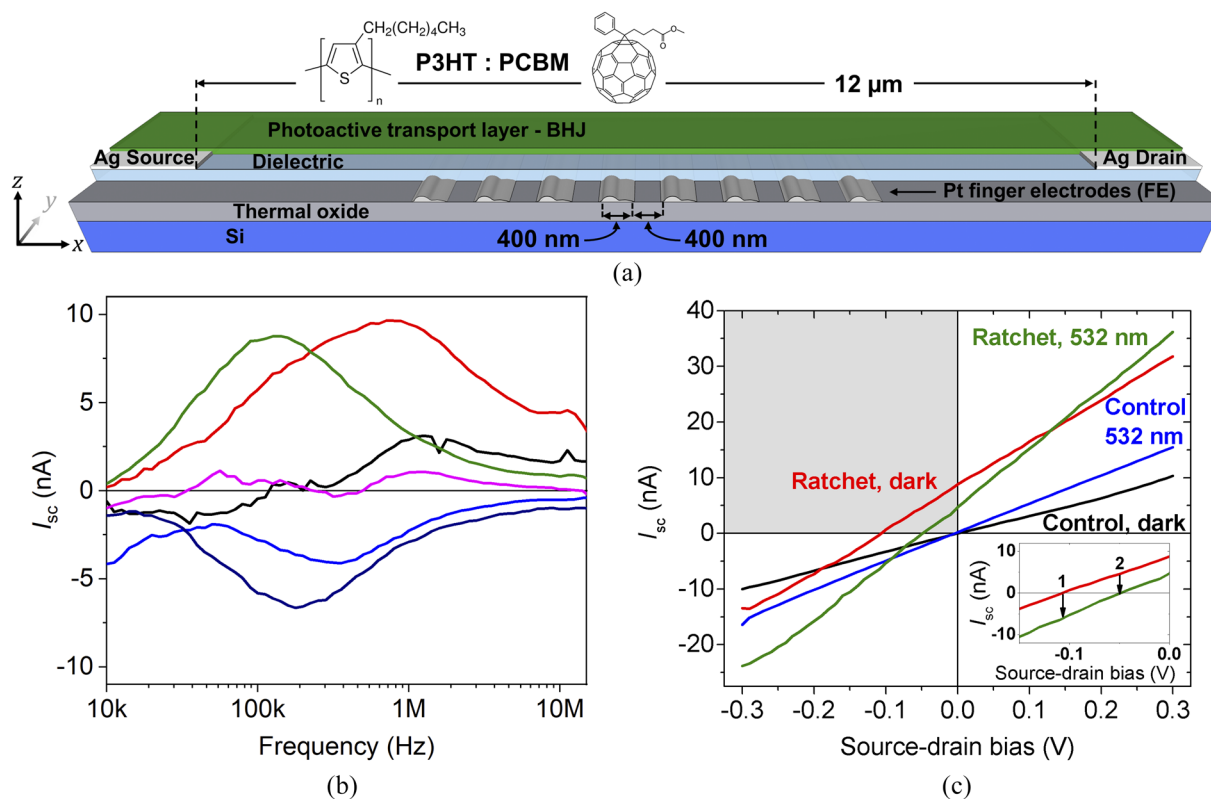 CH2(CH2)4CH3
S
n
O
O
P3HT : PCBM
12 µm
Photoactive transport layer - BHJ
Ag Source
Dielectric
Ag Drain
Pt finger electrodes (FE)
Thermal oxide
Si
400 nm
400 nm
z
y
x
(a)
10
5
0
-5
-10
Isc (nA)
10k
100k
1M
10M
Frequency (Hz)
(b)
40
30
20
10
0
-10
-20
Isc (nA)
Ratchet, 532 nm
Control
532 nm
Ratchet, dark
Control, dark
10
0
-10
Isc (nA)
1
2
-0.1
0.0
Source-drain bias (V)
-0.3
-0.2
-0.1
0.0
0.1
0.2
0.3
Source-drain bias (V)
(c)